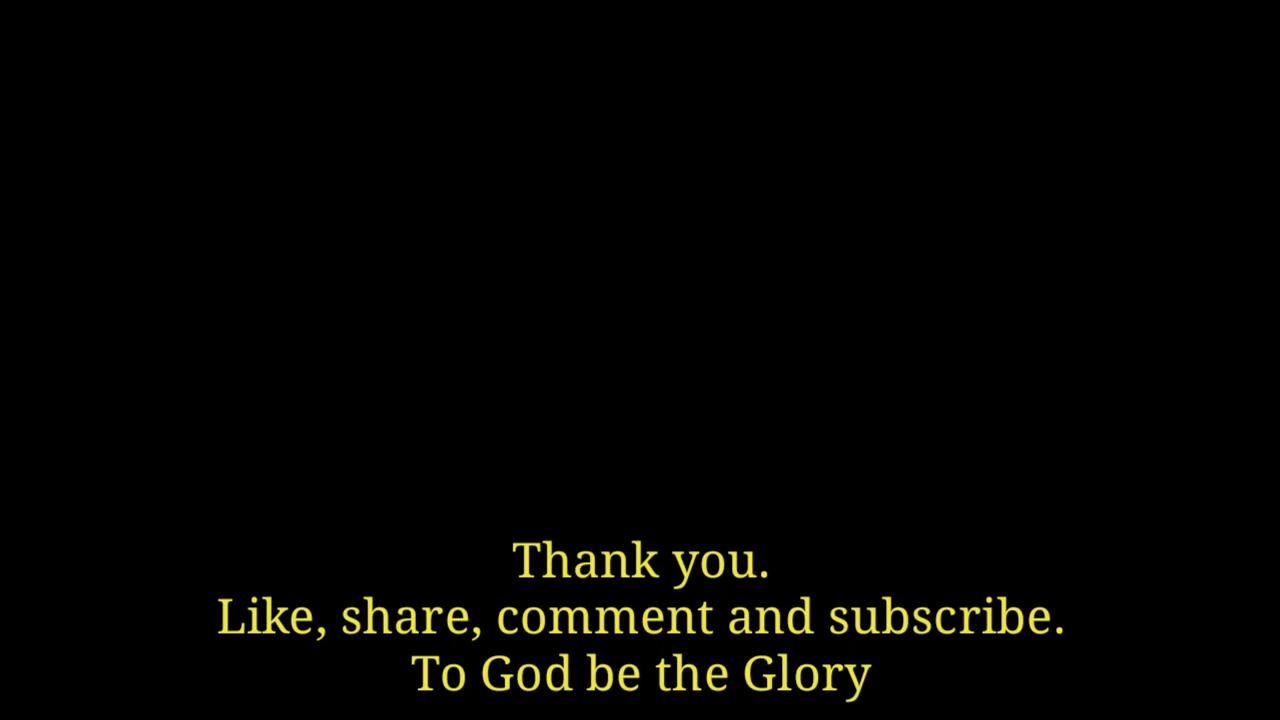 Thank you.
Like, share, comment and subscribe.
To God be the Glory